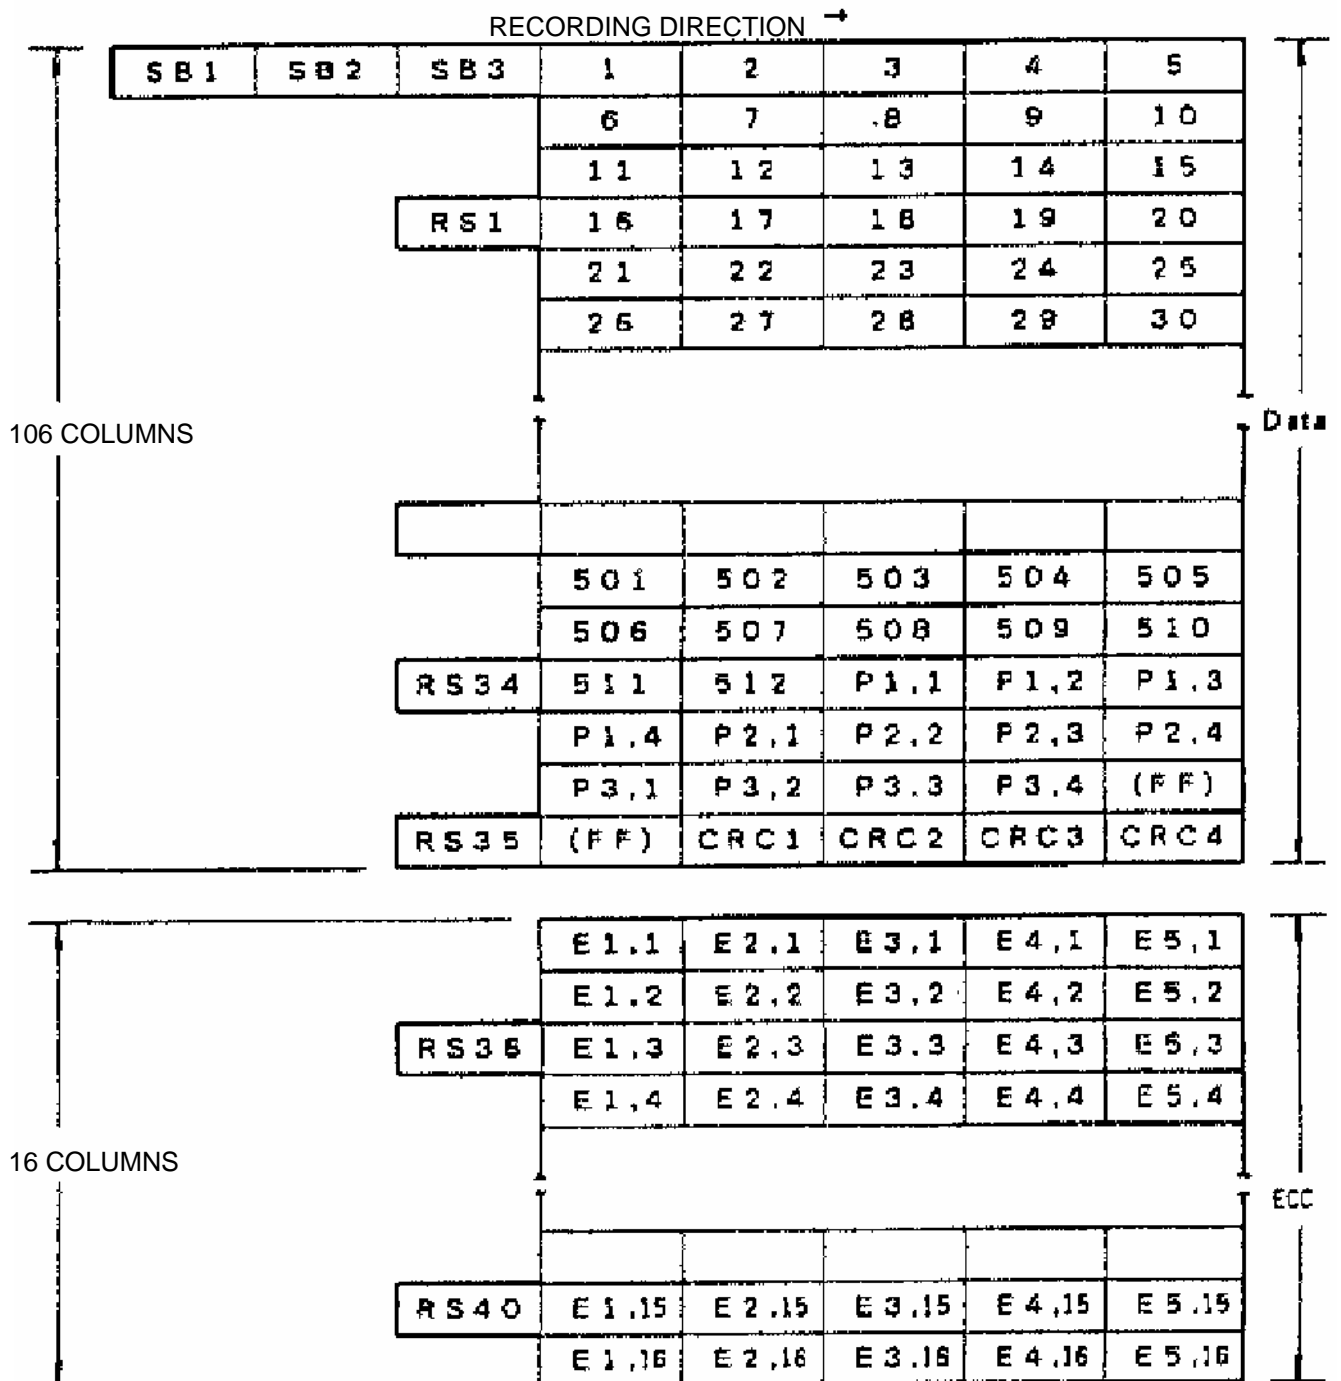 RECORDING DIRECTION →
SB1 SB2 SB3 1 2 3 4 5
6 7 8 9 10
11 12 13 14 15
RS1 16 17 18 19 20
21 22 23 24 25
26 27 28 29 30
106 COLUMNS Data
501 502 503 504 505
506 507 508 509 510
RS34 511 512 P1,1 P1,2 P1,3
P1,4 P2,1 P2,2 P2,3 P2,4
P3,1 P3,2 P3,3 P3,4 (FF)
RS35 (FF) CRC1 CRC2 CRC3 CRC4
E1,1 E2,1 E3,1 E4,1 E5,1
E1,2 E2,2 E3,2 E4,2 E5,2
RS36 E1,3 E2,3 E3,3 E4,3 E5,3
E1,4 E2,4 E3,4 E4,4 E5,4
16 COLUMNS ECC
RS40 E1,15 E2,15 E3,15 E4,15 E5,15
E1,16 E2,16 E3,16 E4,16 E5,16